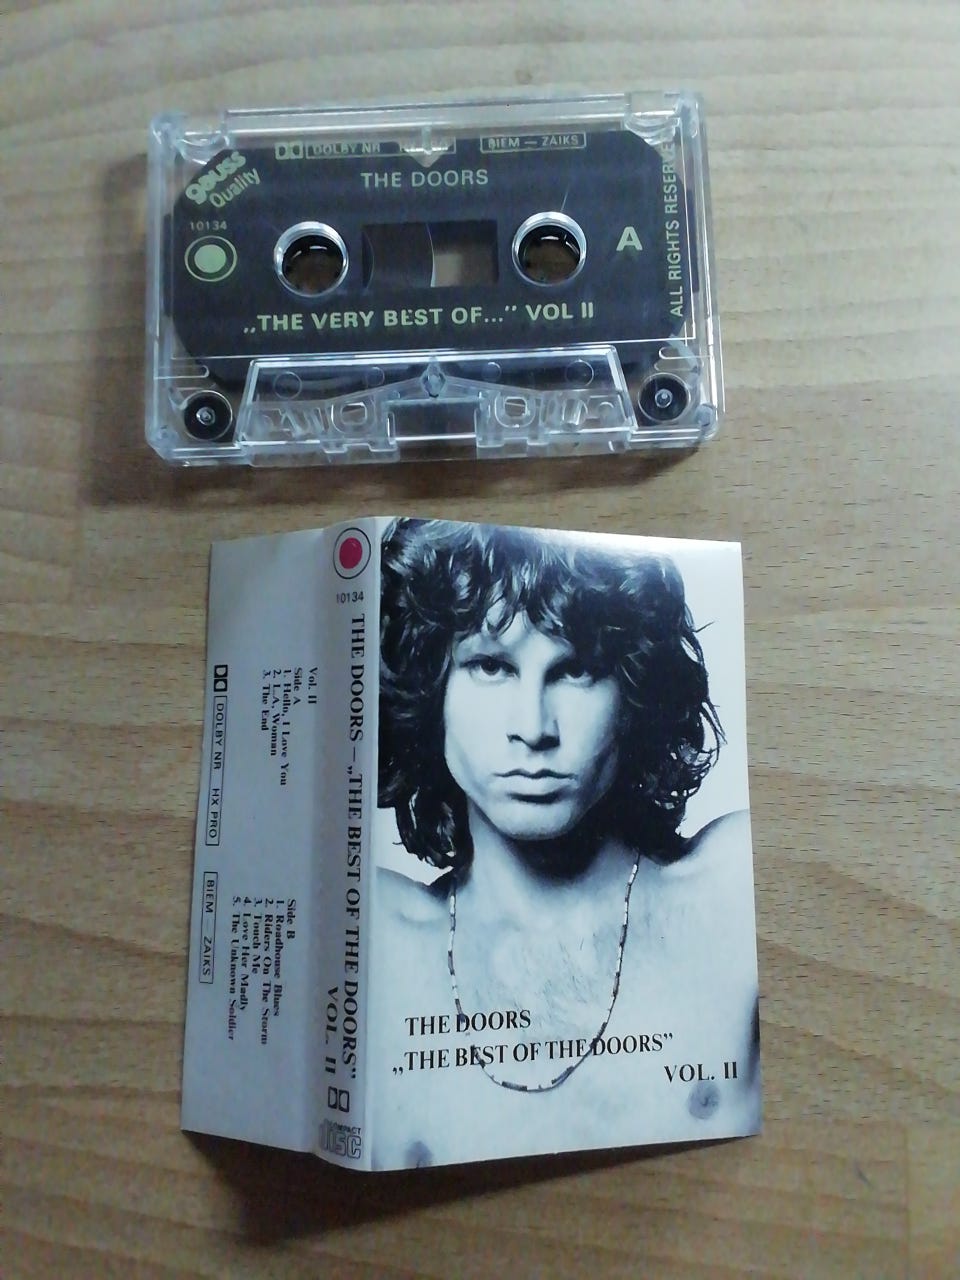 gauss
Quality
DOLBY NR
BIEM — ZAIKS
THE DOORS
10134
A
ALL RIGHTS RESERVED
„THE VERY BEST OF...” VOL II
10134
THE DOORS – „THE BEST OF THE DOORS”
VOL. II
COMPACT
disc
Vol. II
Side A
1. Hello, I Love You
2. L.A. Woman
3. The End
Side B
1. Roadhouse Blues
2. Riders On The Storm
3. Touch Me
4. Love Her Madly
5. The Unknown Soldier
DOLBY NR HX PRO
BIEM — ZAIKS
THE DOORS
„THE BEST OF THE DOORS”
VOL. II